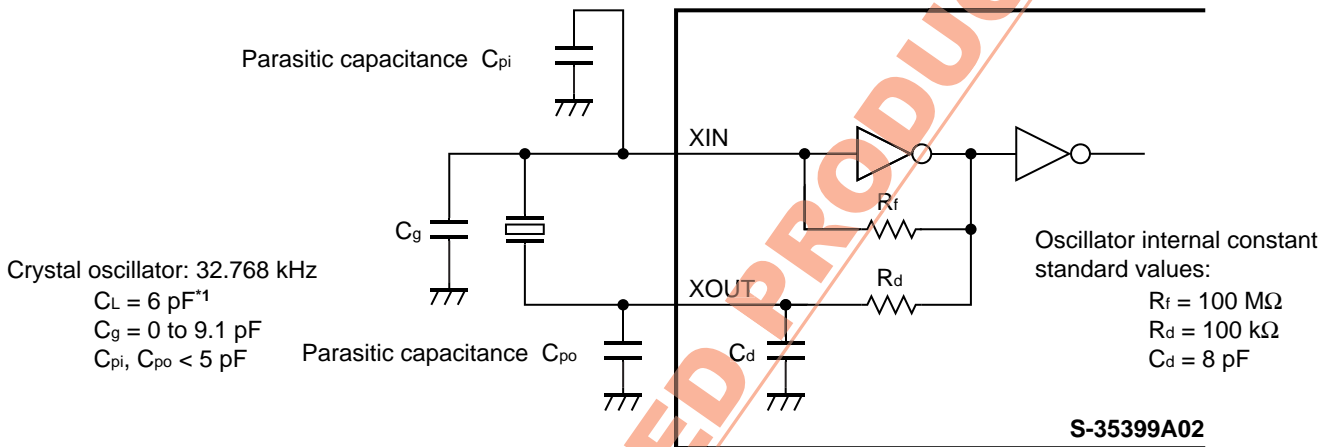 Parasitic capacitance Cpi
XIN
Cg
Rf
Crystal oscillator: 32.768 kHz
CL = 6 pF*1
Cg = 0 to 9.1 pF
Cpi, Cpo < 5 pF
XOUT
Rd
Parasitic capacitance Cpo
Cd
Oscillator internal constant
standard values:
Rf = 100 MΩ
Rd = 100 kΩ
Cd = 8 pF
S-35399A02
ED PRODUC